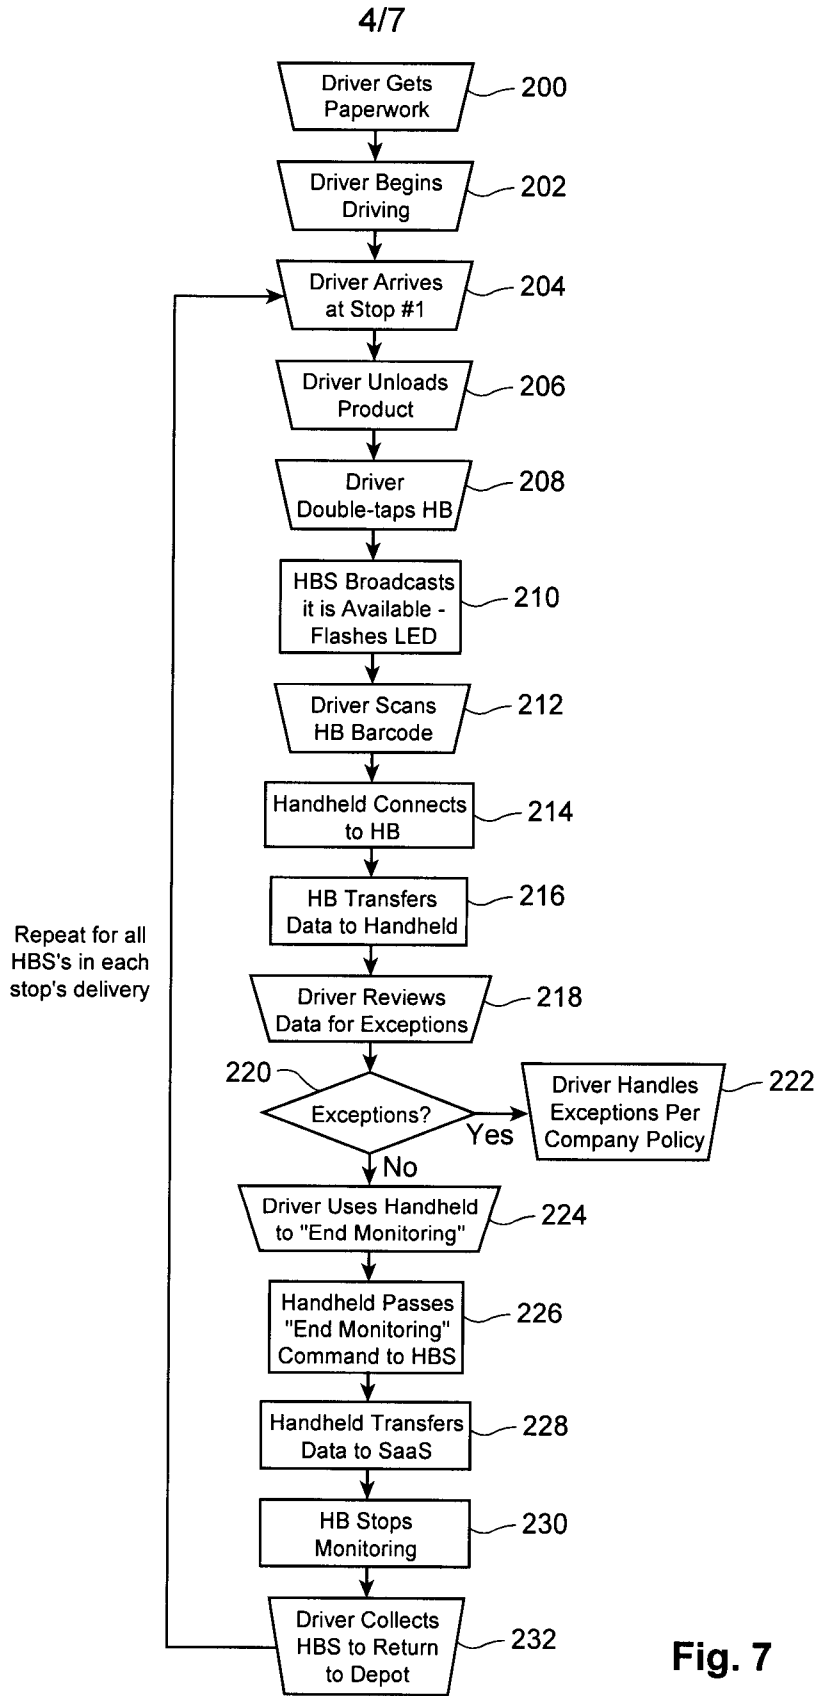 4/7
Driver Gets
Paperwork
200
Driver Begins
Driving
202
Driver Arrives
at Stop #1
204
Driver Unloads
Product
206
Driver
Double-taps HB
208
HBS Broadcasts
it is Available -
Flashes LED
210
Driver Scans
HB Barcode
212
Handheld Connects
to HB
214
HB Transfers
Data to Handheld
216
Repeat for all
HBS's in each
stop's delivery
Driver Reviews
Data for Exceptions
218
220
Exceptions?
Yes
No
Driver Handles
Exceptions Per
Company Policy
222
Driver Uses Handheld
to "End Monitoring"
224
Handheld Passes
"End Monitoring"
Command to HBS
226
Handheld Transfers
Data to SaaS
228
HB Stops
Monitoring
230
Driver Collects
HBS to Return
to Depot
232
Fig. 7